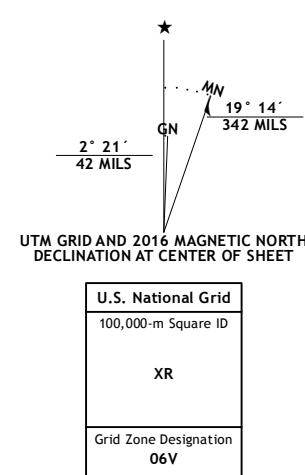 ★
MN
GN
19° 14´
342 MILS
2° 21´
42 MILS
UTM GRID AND 2016 MAGNETIC NORTH
DECLINATION AT CENTER OF SHEET
U.S. National Grid
100,000-m Square ID
XR
Grid Zone Designation
06V